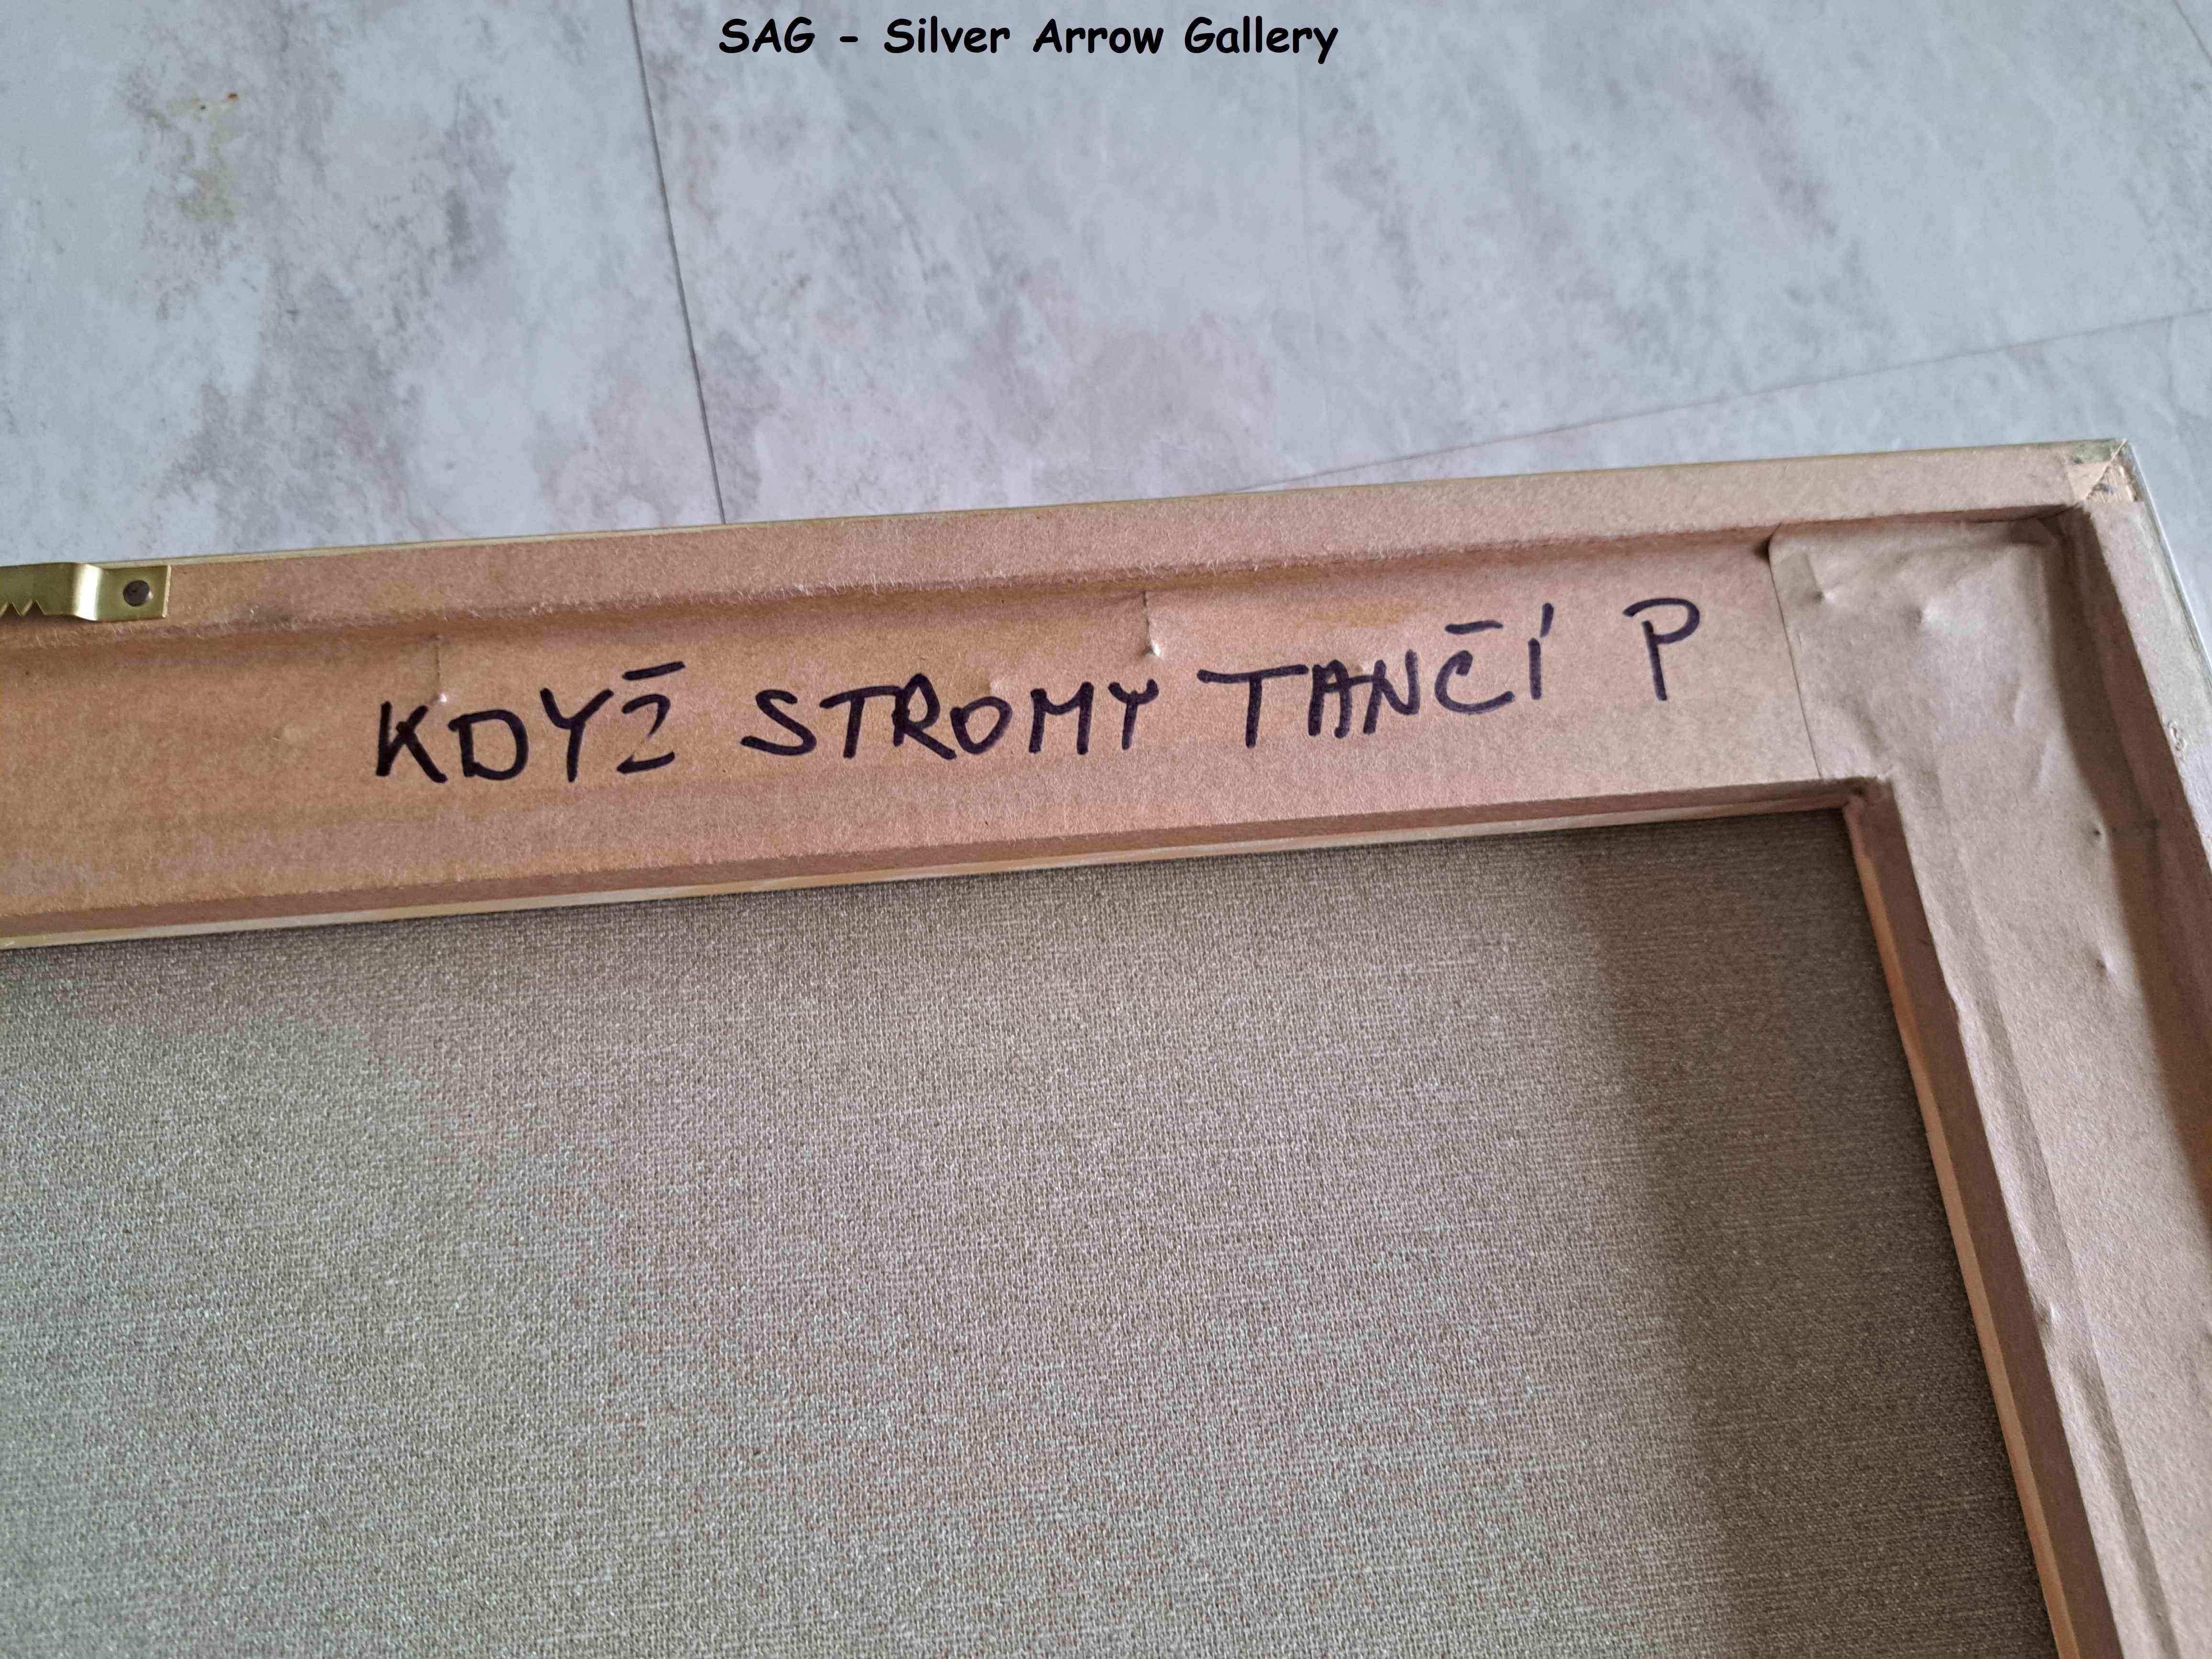 SAG - Silver Arrow Gallery
KDYŽ STROMY TANČÍ P